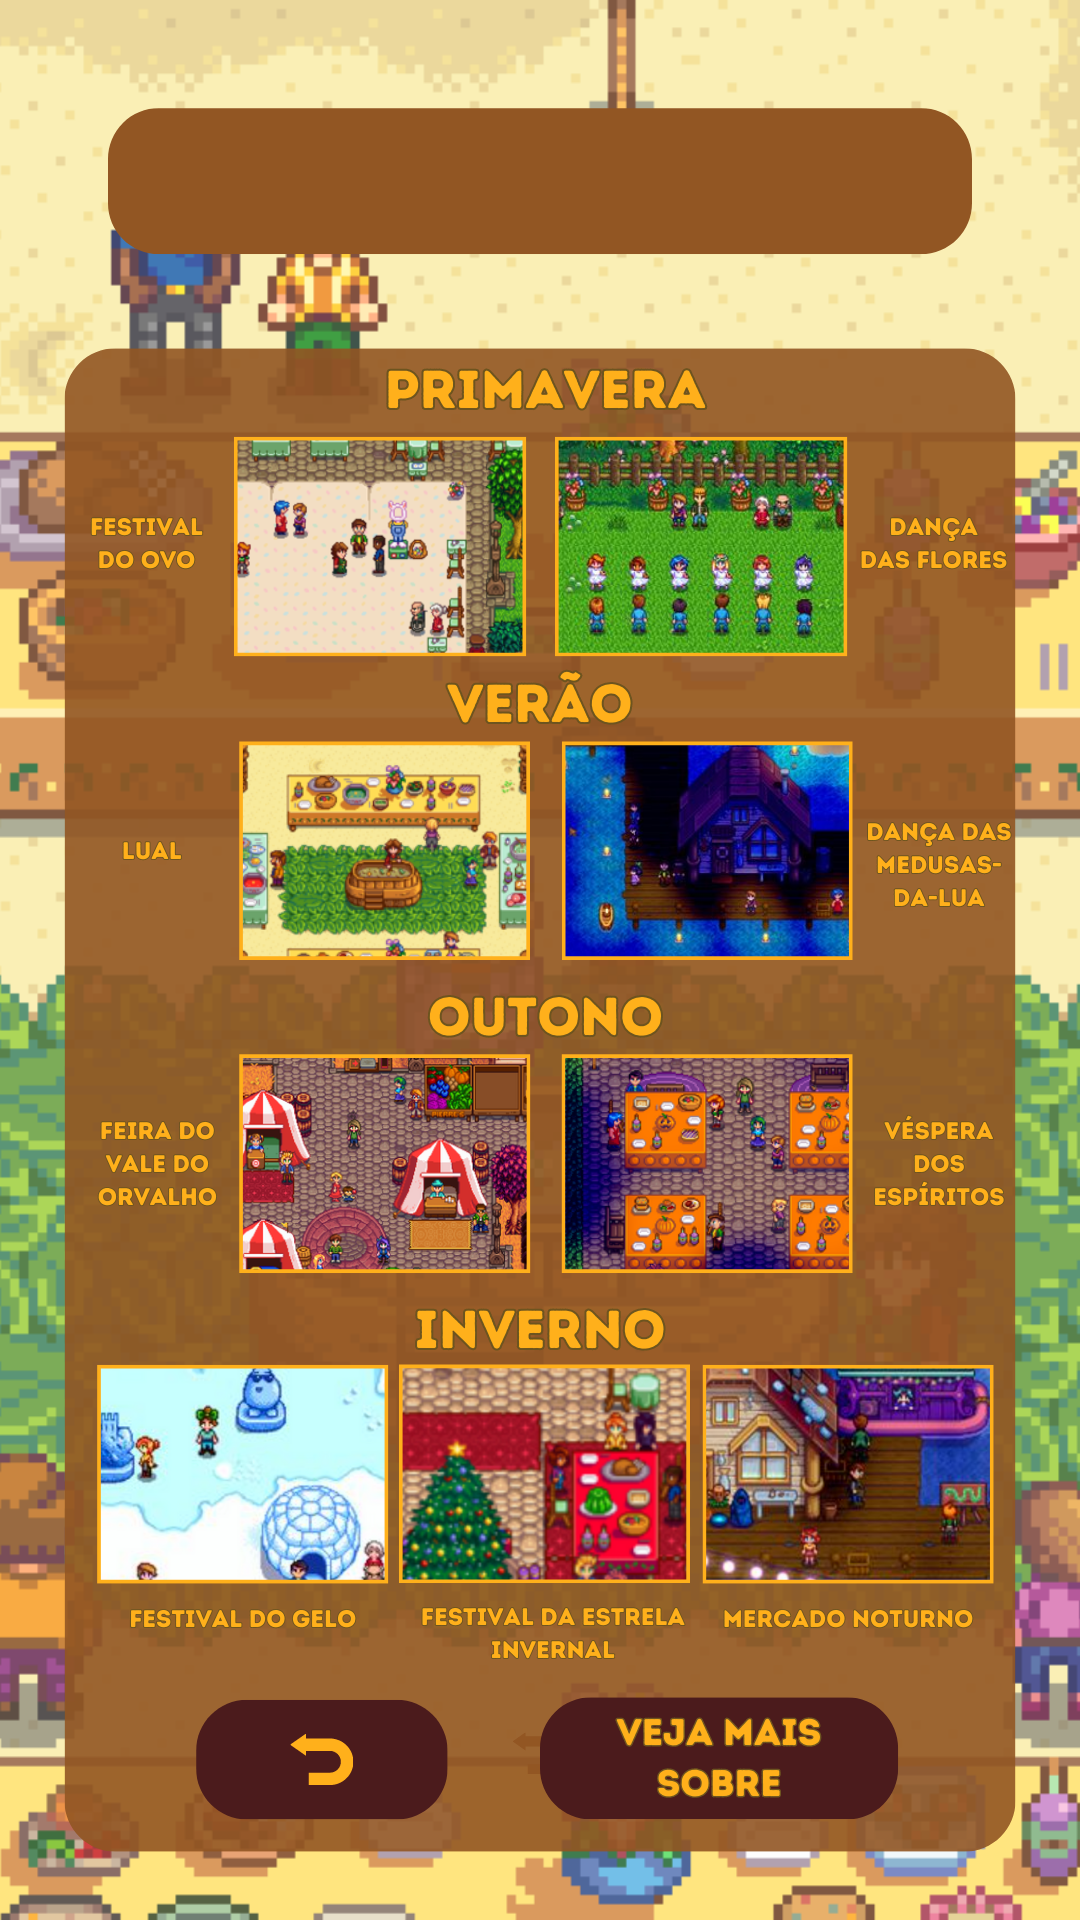 PRIMAVERA
FESTIVAL
DO OVO
DANÇA
DAS FLORES
VERÃO
LUAL
DANÇA DAS
MEDUSAS-
DA-LUA
OUTONO
FEIRA DO
VALE DO
ORVALHO
VÉSPERA
DOS
ESPÍRITOS
INVERNO
FESTIVAL DO GELO
FESTIVAL DA ESTRELA
INVERNAL
MERCADO NOTURNO
VEJA MAIS
SOBRE